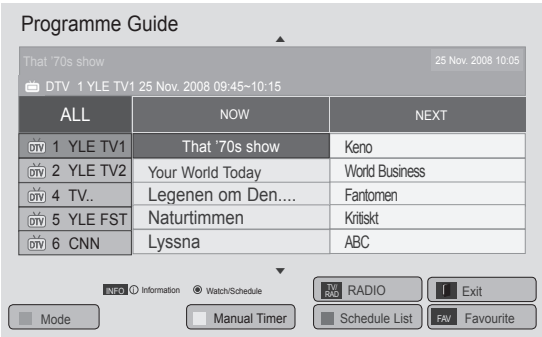 Programme Guide
That '70s show 25 Nov. 2008 10:05
DTV 1 YLE TV1 25 Nov. 2008 09:45~10:15
ALL NOW NEXT
DTV 1 YLE TV1 That '70s show Keno
DTV 2 YLE TV2 Your World Today World Business
DTV 4 TV.. Legenen om Den.... Fantomen
DTV 5 YLE FST Naturtimmen Kritiskt
DTV 6 CNN Lyssna ABC
INFO i Information Watch/Schedule TV/RAD RADIO Exit
Mode Manual Timer Schedule List FAV Favourite